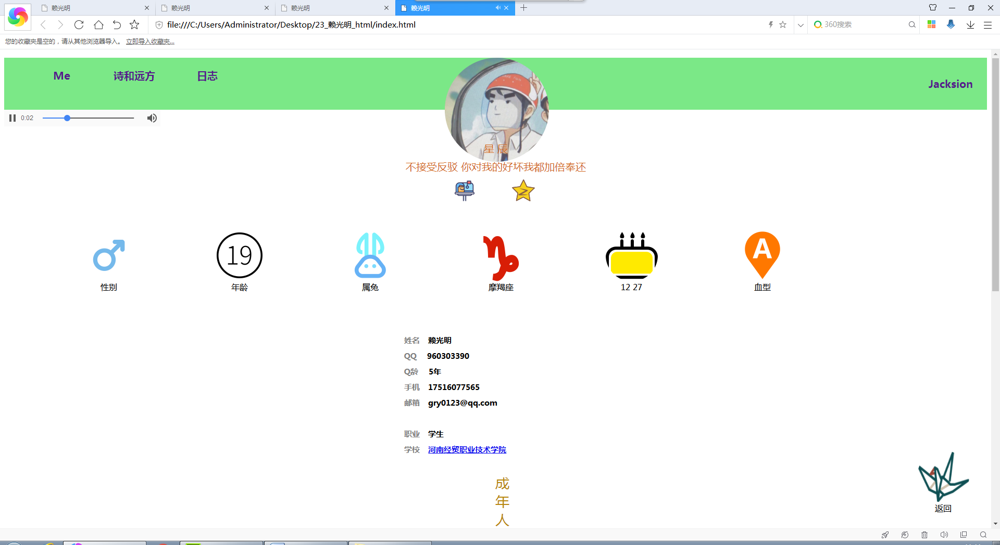 赖光明
赖光明
赖光明
赖光明
file:///C:/Users/Administrator/Desktop/23_赖光明_html/index.html
360搜索
您的收藏夹是空的，请从其他浏览器导入。 立即导入收藏夹...
Me 诗和远方 日志
Jacksion
0:02
星 辰
不接受反驳 你对我的好坏我都加倍奉还
19
A
性别 年龄 属兔 摩羯座 12 27 血型
姓名 赖光明
QQ 960303390
Q龄 5年
手机 17516077565
邮箱 gry0123@qq.com
职业 学生
学校 河南经贸职业技术学院
成
年
人
返回